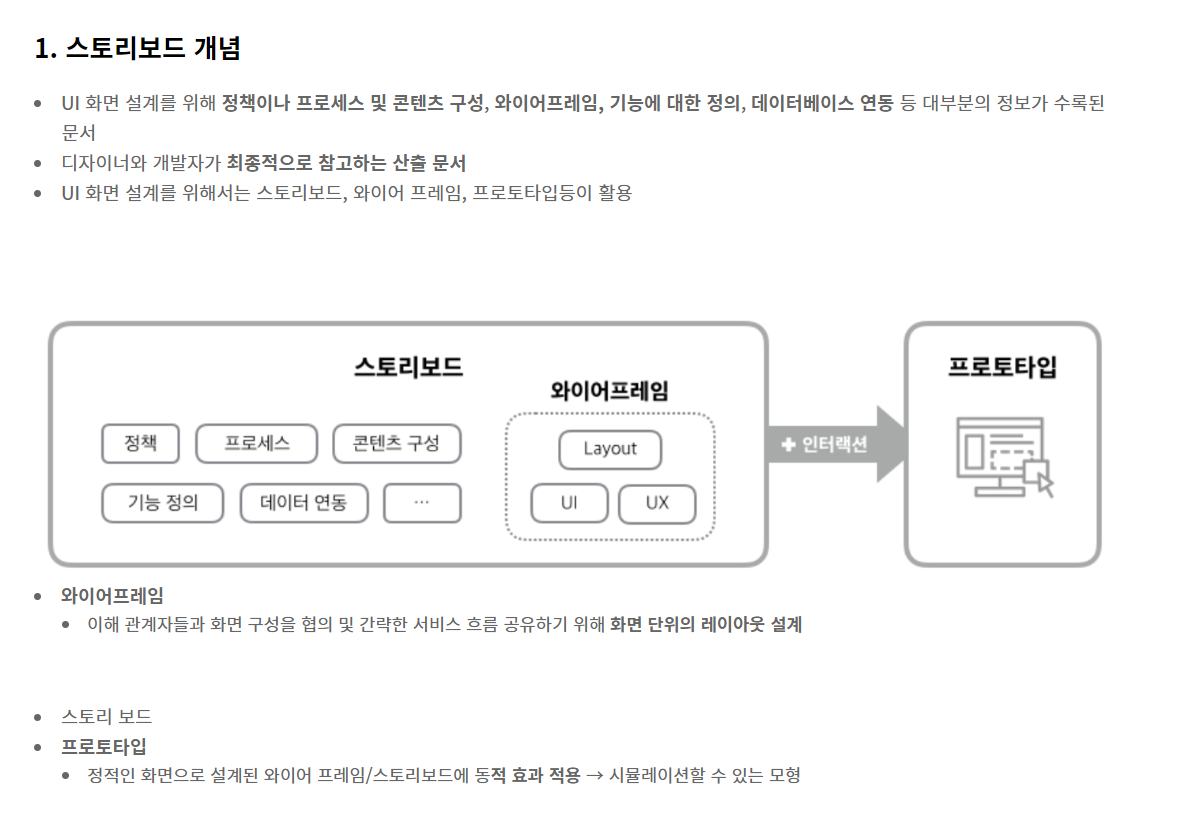 1. 스토리보드 개념
• UI 화면 설계를 위해 정책이나 프로세스 및 콘텐츠 구성, 와이어프레임, 기능에 대한 정의, 데이터베이스 연동 등 대부분의 정보가 수록된
문서
• 디자이너와 개발자가 최종적으로 참고하는 산출 문서
• UI 화면 설계를 위해서는 스토리보드, 와이어 프레임, 프로토타입등이 활용
스토리보드
와이어프레임
정책
프로세스
콘텐츠 구성
기능 정의
데이터 연동
...
Layout
UI
UX
+ 인터랙션
프로토타입
• 와이어프레임
• 이해 관계자들과 화면 구성을 협의 및 간략한 서비스 흐름 공유하기 위해 화면 단위의 레이아웃 설계
• 스토리 보드
• 프로토타입
• 정적인 화면으로 설계된 와이어 프레임/스토리보드에 동적 효과 적용 → 시뮬레이션할 수 있는 모형